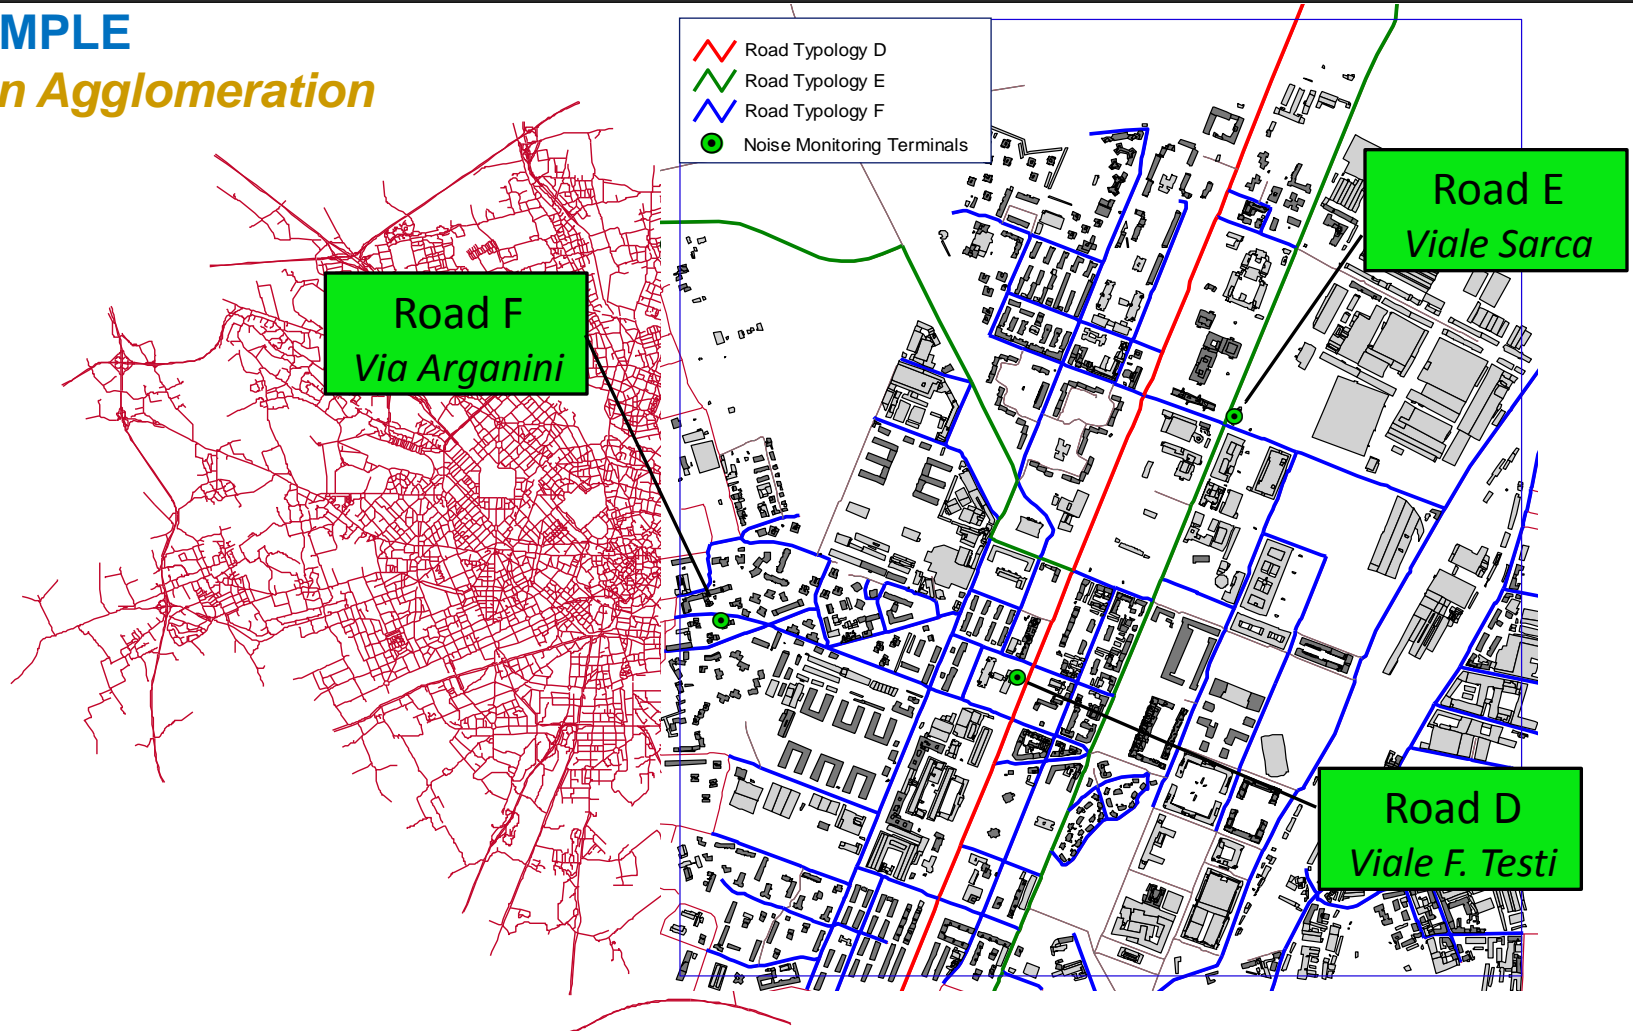 MPLE
n Agglomeration
Road Typology D
Road Typology E
Road Typology F
Noise Monitoring Terminals
Road E
Viale Sarca
Road F
Via Arganini
Road D
Viale F. Testi